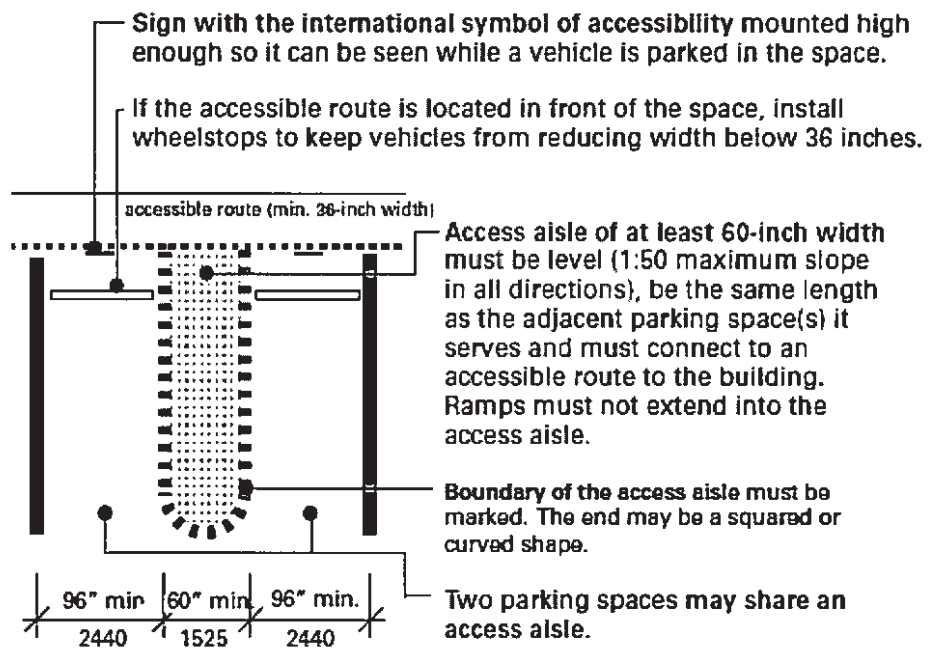 Sign with the international symbol of accessibility mounted high
enough so it can be seen while a vehicle is parked in the space.
If the accessible route is located in front of the space, install
wheelstops to keep vehicles from reducing width below 36 inches.
accessible route (min. 36-inch width)
Access aisle of at least 60-inch width
must be level (1:50 maximum slope
in all directions), be the same length
as the adjacent parking space(s) it
serves and must connect to an
accessible route to the building.
Ramps must not extend into the
access aisle.
Boundary of the access aisle must be
marked. The end may be a squared or
curved shape.
96" min 60" min 96" min.
2440 1525 2440
Two parking spaces may share an
access aisle.